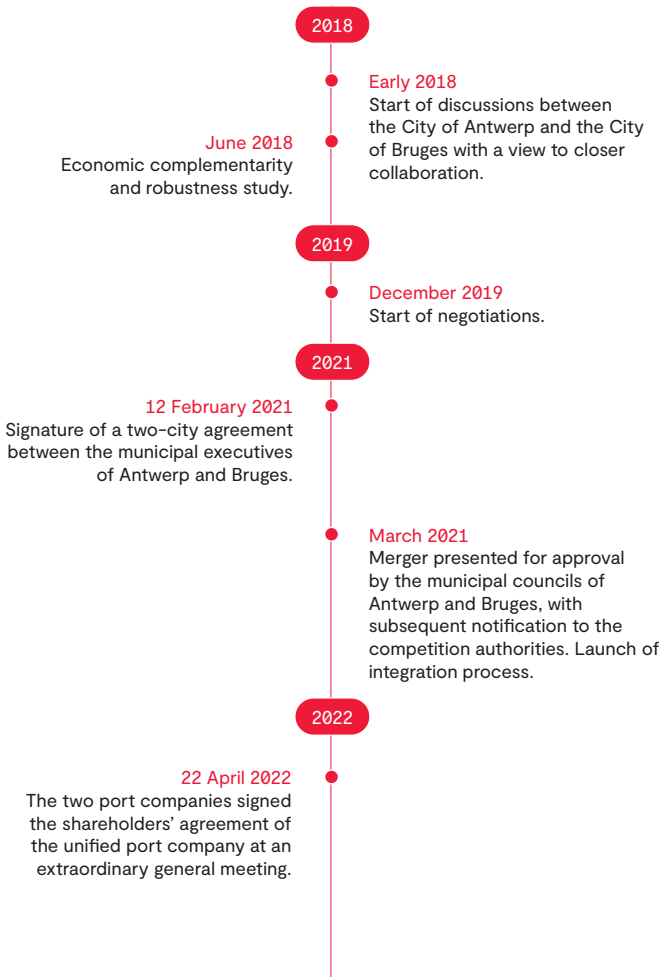 2018
Early 2018
Start of discussions between
the City of Antwerp and the City
of Bruges with a view to closer
collaboration.
June 2018
Economic complementarity
and robustness study.
2019
December 2019
Start of negotiations.
2021
12 February 2021
Signature of a two-city agreement
between the municipal executives
of Antwerp and Bruges.
March 2021
Merger presented for approval
by the municipal councils of
Antwerp and Bruges, with
subsequent notification to the
competition authorities. Launch of
integration process.
2022
22 April 2022
The two port companies signed
the shareholders’ agreement of
the unified port company at an
extraordinary general meeting.